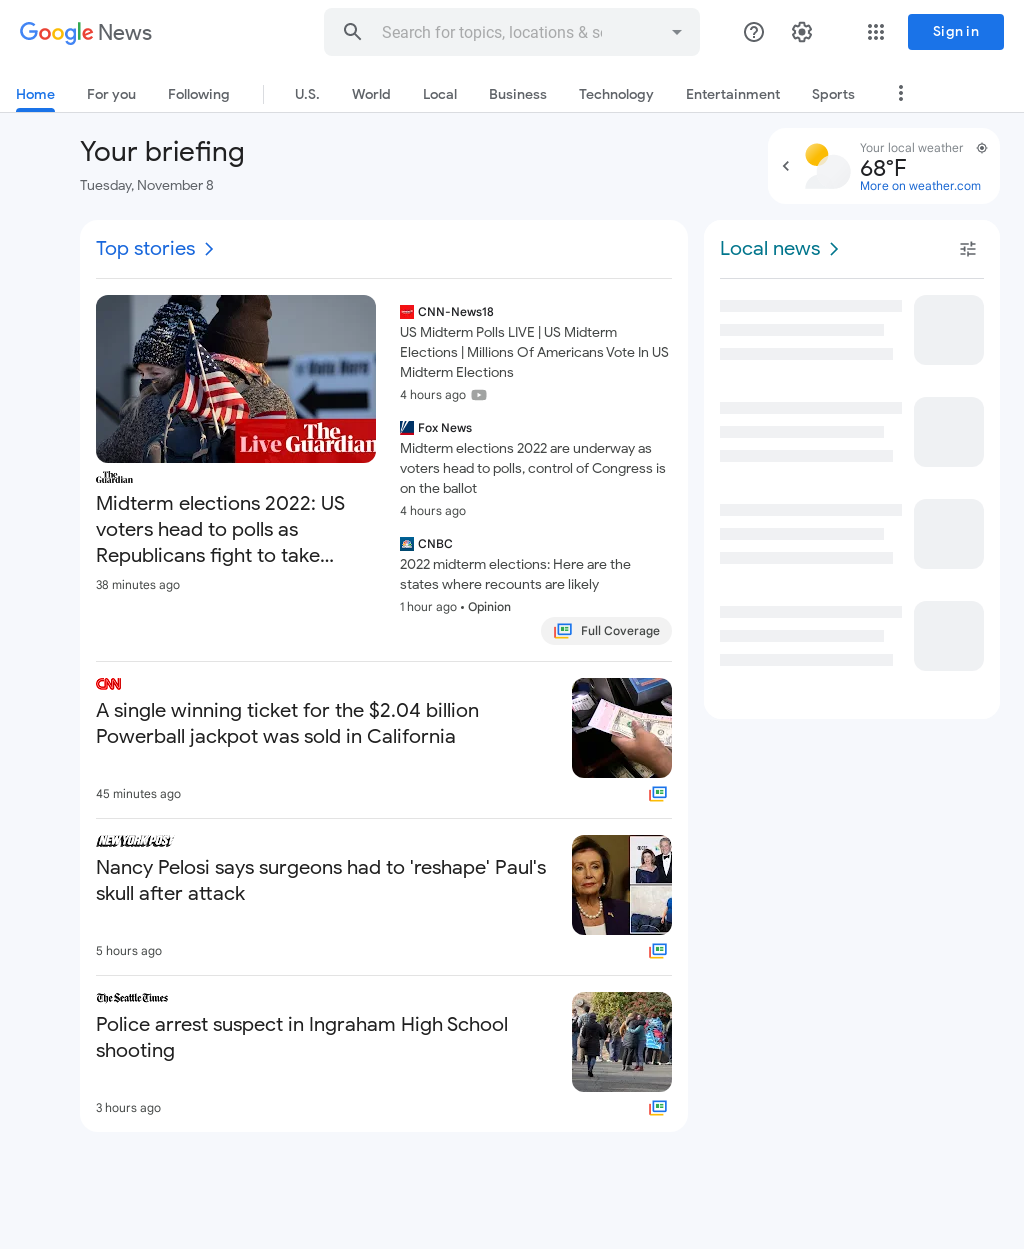 Google News
Search for topics, locations & so
Sign in
Home
For you
Following
U.S.
World
Local
Business
Technology
Entertainment
Sports
Your briefing
Tuesday, November 8
Your local weather
68°F
More on weather.com
Top stories
Vote Here
Live The
Guardian
The
Guardian
Midterm elections 2022: US
voters head to polls as
Republicans fight to take...
38 minutes ago
CNN-News18
US Midterm Polls LIVE | US Midterm
Elections | Millions Of Americans Vote In US
Midterm Elections
4 hours ago
Fox News
Midterm elections 2022 are underway as
voters head to polls, control of Congress is
on the ballot
4 hours ago
CNBC
2022 midterm elections: Here are the
states where recounts are likely
1 hour ago • Opinion
Full Coverage
CNN
A single winning ticket for the $2.04 billion
Powerball jackpot was sold in California
45 minutes ago
NEW YORK POST
Nancy Pelosi says surgeons had to 'reshape' Paul's
skull after attack
5 hours ago
The Seattle Times
Police arrest suspect in Ingraham High School
shooting
3 hours ago
Local news